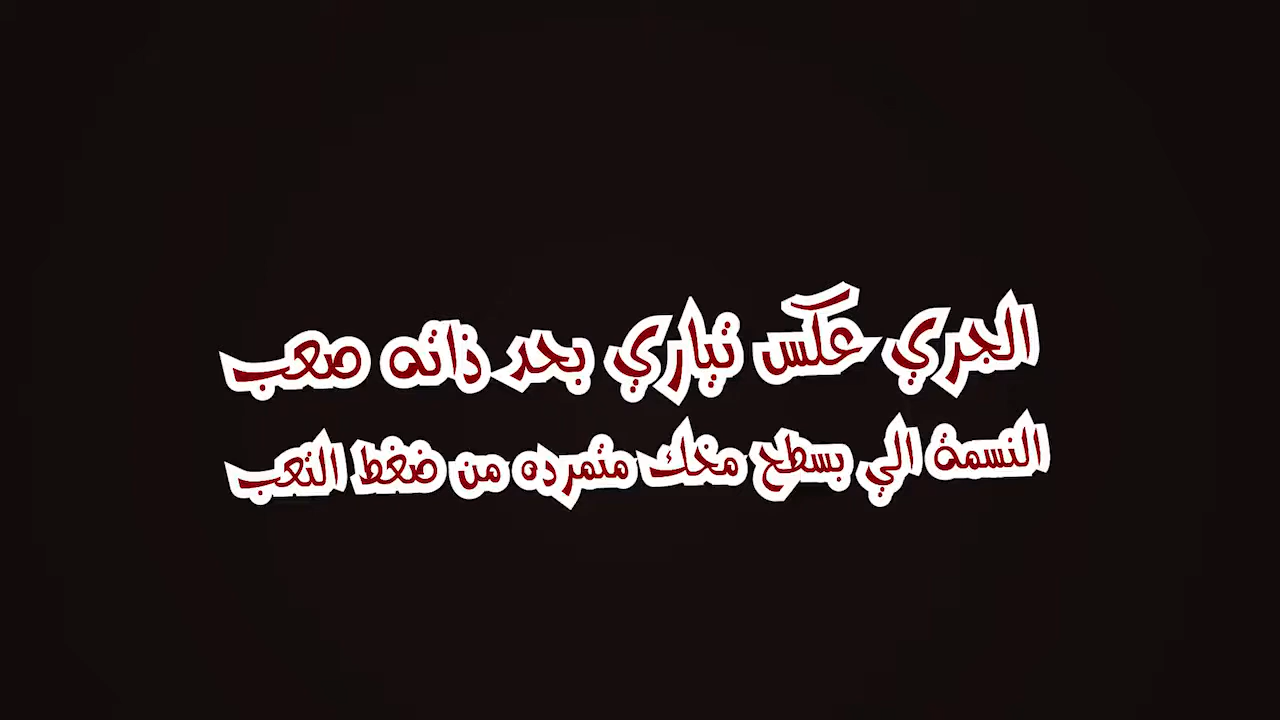 الجري عكس تياري بحد ذاته صعب
النسمة الي بسطح مخك متمرده من ضغط التعب